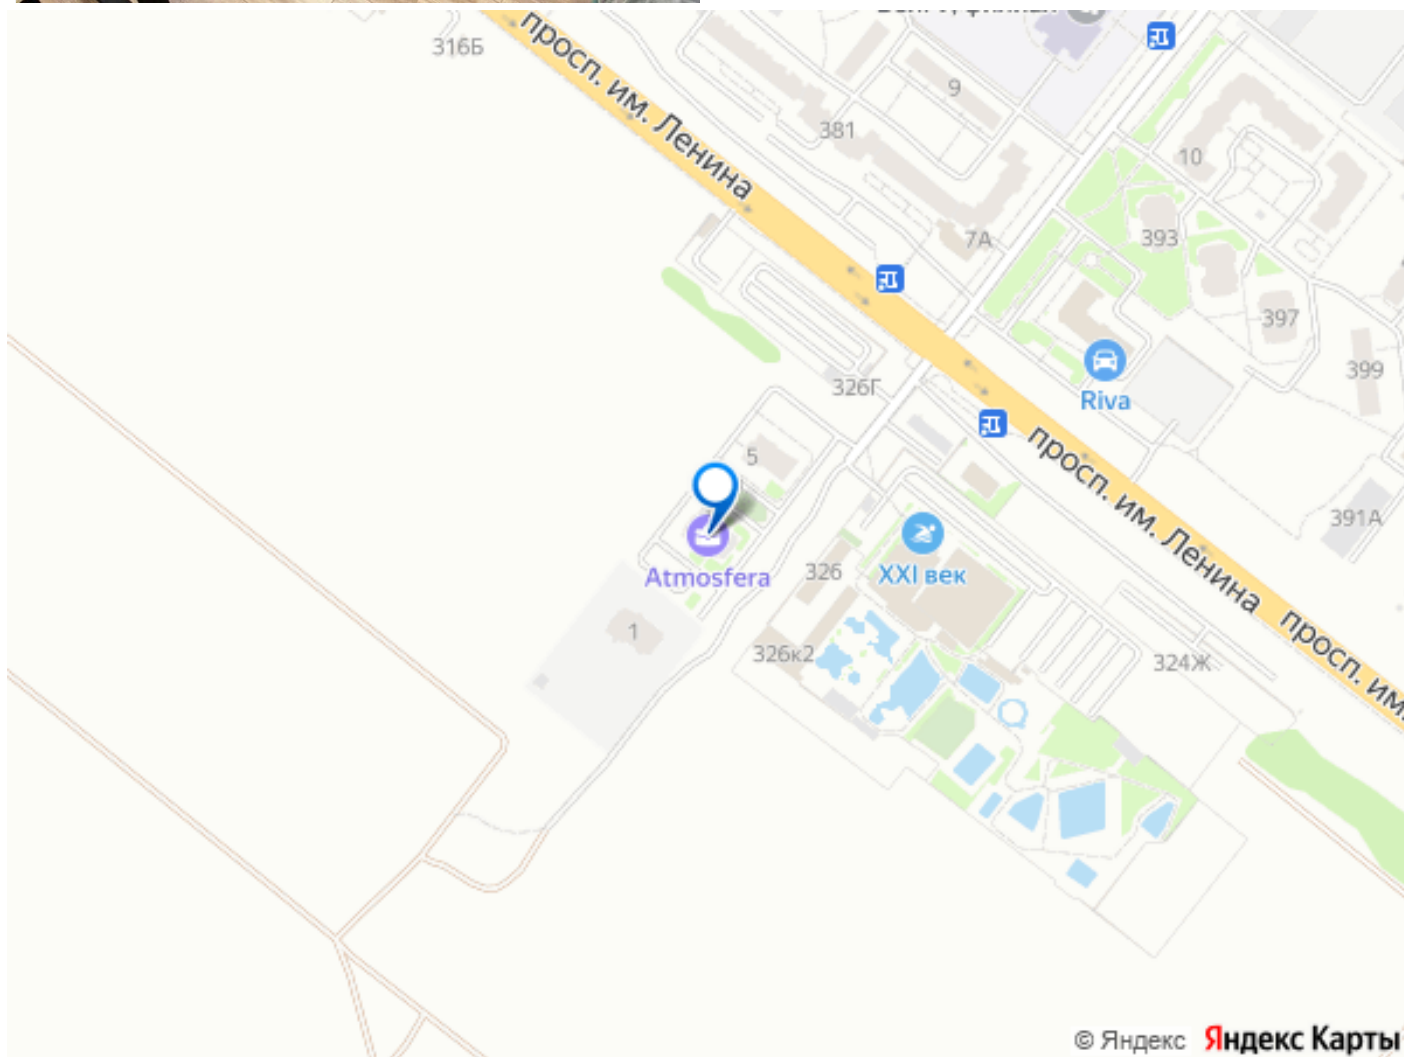 316Б
просп. им. Ленина
9
381
10
7А
393
397
326Г
399
Riva
5
просп. им. Ленина
просп. им.
391А
Atmosfera
326
XXI век
1
326к2
324Ж
© Яндекс Яндекс Карты